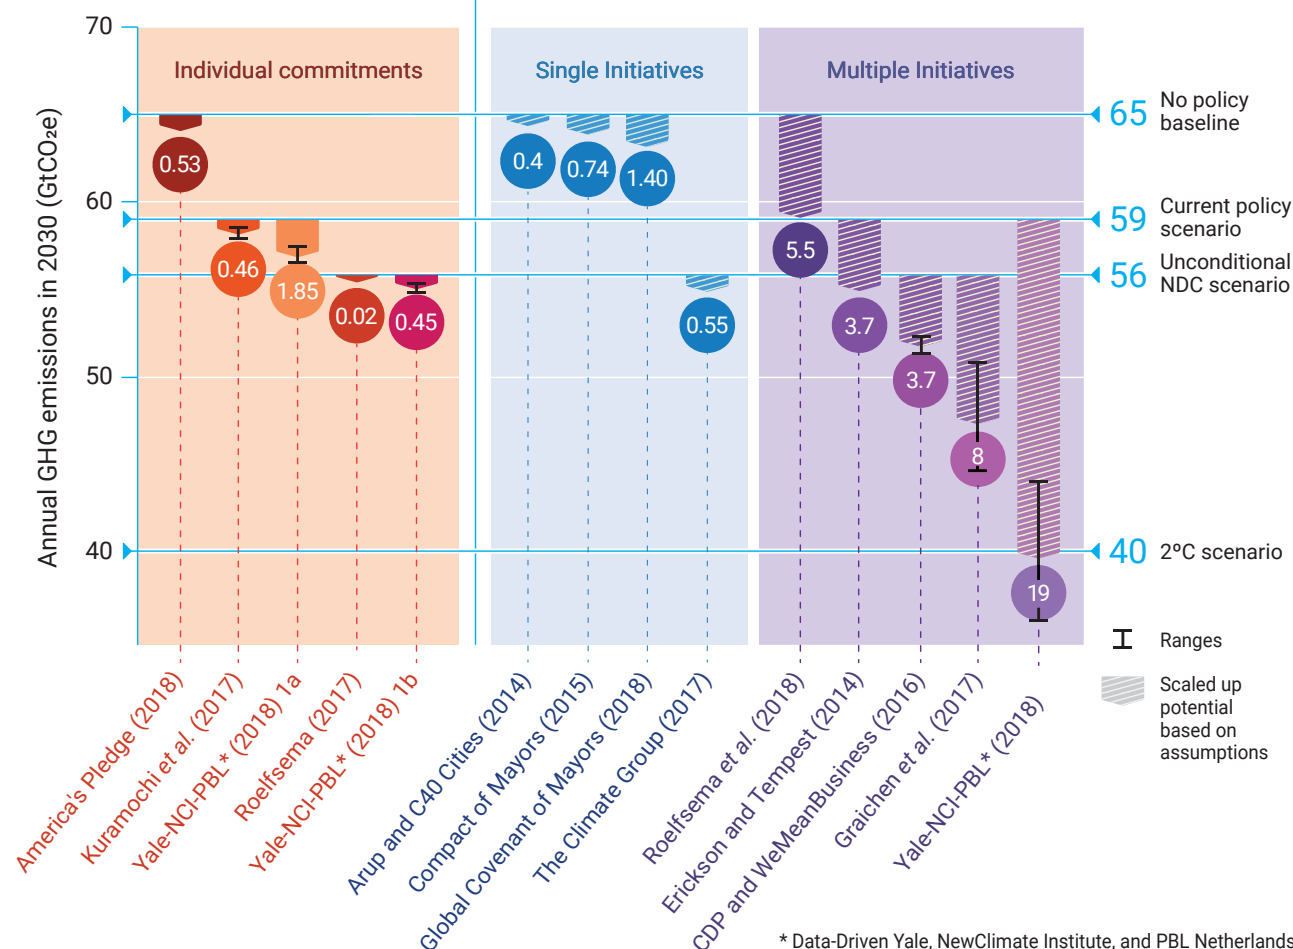 70
60
50
40
Annual GHG emissions in 2030 (GtCO₂e)
Individual commitments
Single Initiatives
Multiple Initiatives
0.53
0.46
1.85
0.02
0.45
0.4
0.74
1.40
0.55
5.5
3.7
3.7
8
19
65 No policy
baseline
59 Current policy
scenario
56 Unconditional
NDC scenario
40 2ºC scenario
Ranges
Scaled up
potential
based on
assumptions
America's Pledge (2018)
Kuramochi et al. (2017)
Yale-NCI-PBL* (2018) 1a
Roelfsema (2017)
Yale-NCI-PBL* (2018) 1b
Arup and C40 Cities (2014)
Compact of Mayors (2015)
Global Covenant of Mayors (2018)
The Climate Group (2017)
Roelfsema et al. (2018)
Erickson and Tempest (2014)
CDP and WeMeanBusiness (2016)
Graichen et al. (2017)
Yale-NCI-PBL* (2018)
* Data-Driven Yale, NewClimate Institute, and PBL Netherlands